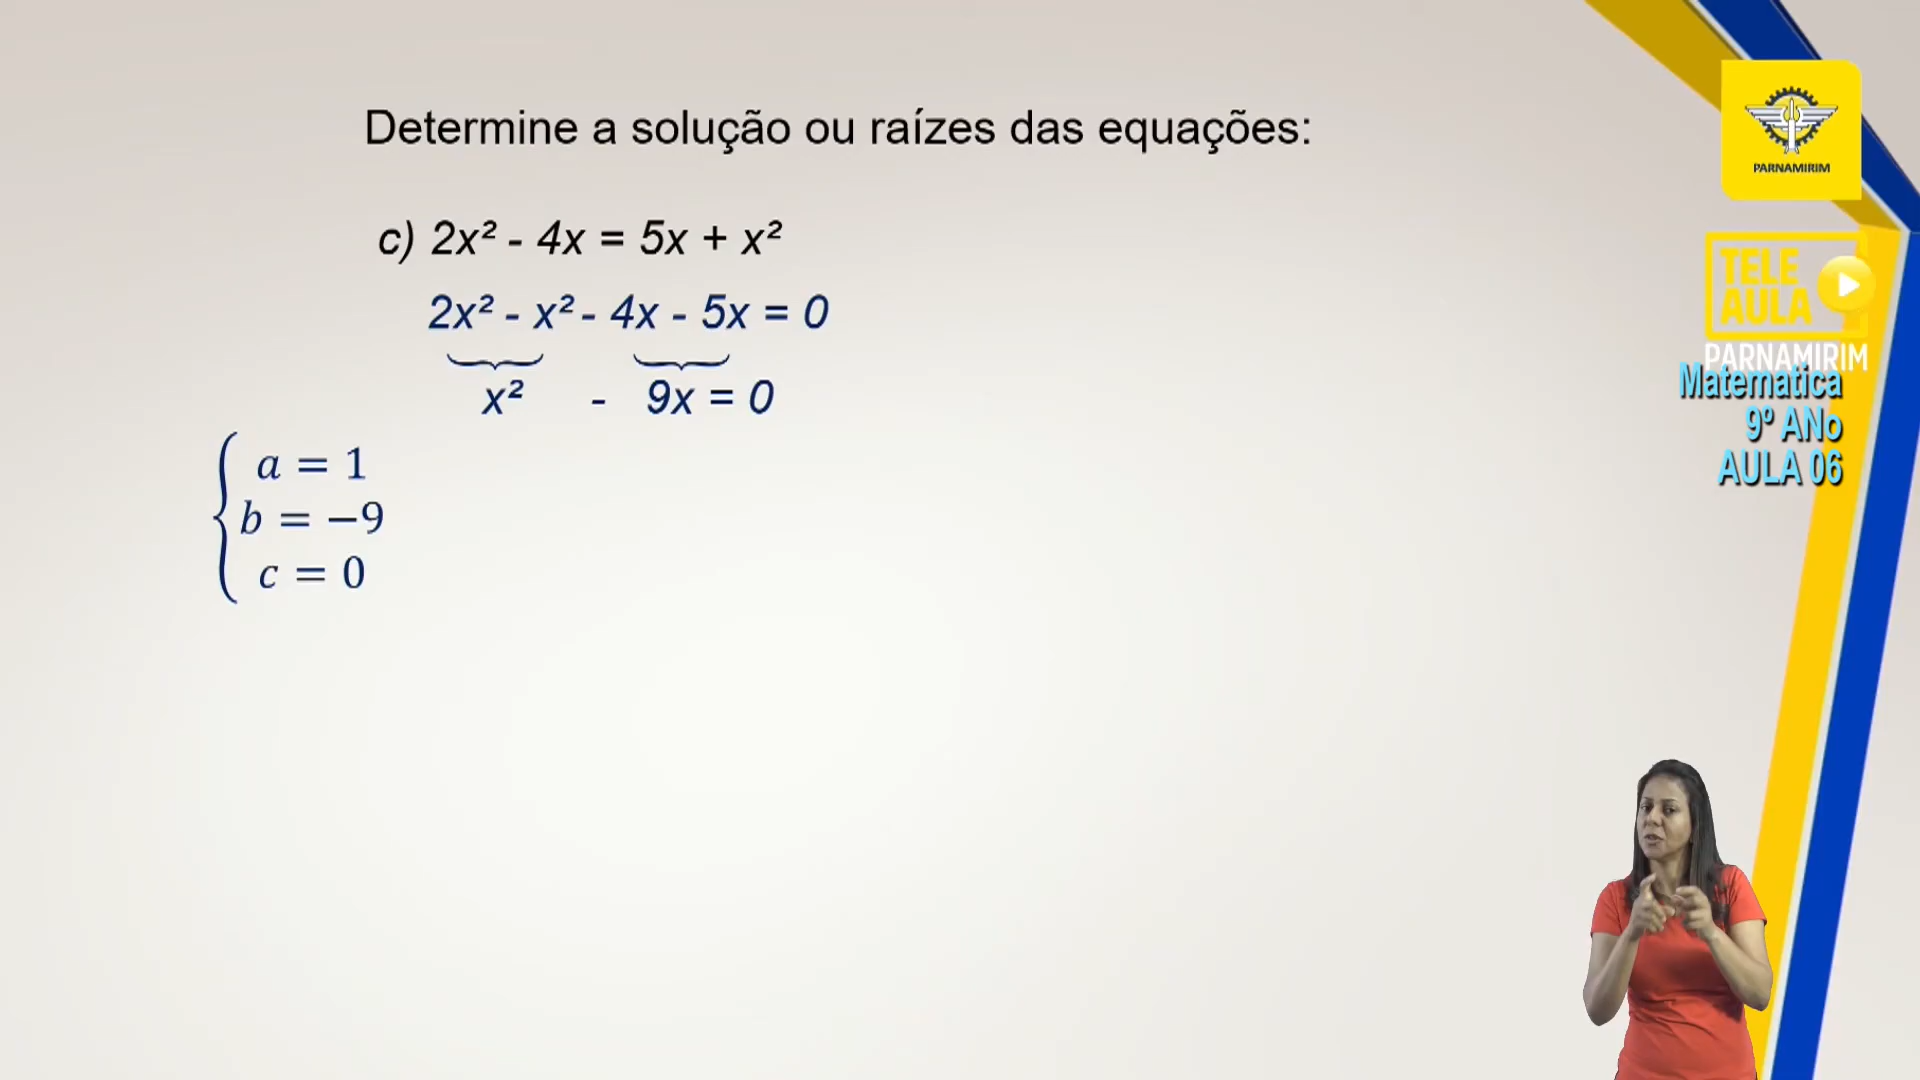 Determine a solução ou raízes das equações:
c) 2x² - 4x = 5x + x²
2x² - x² - 4x - 5x = 0
x² - 9x = 0
a = 1
b = −9
c = 0
PARNAMIRIM
TELE
AULA
PARNAMIRIM
Matematica
9º ANo
AULA 06